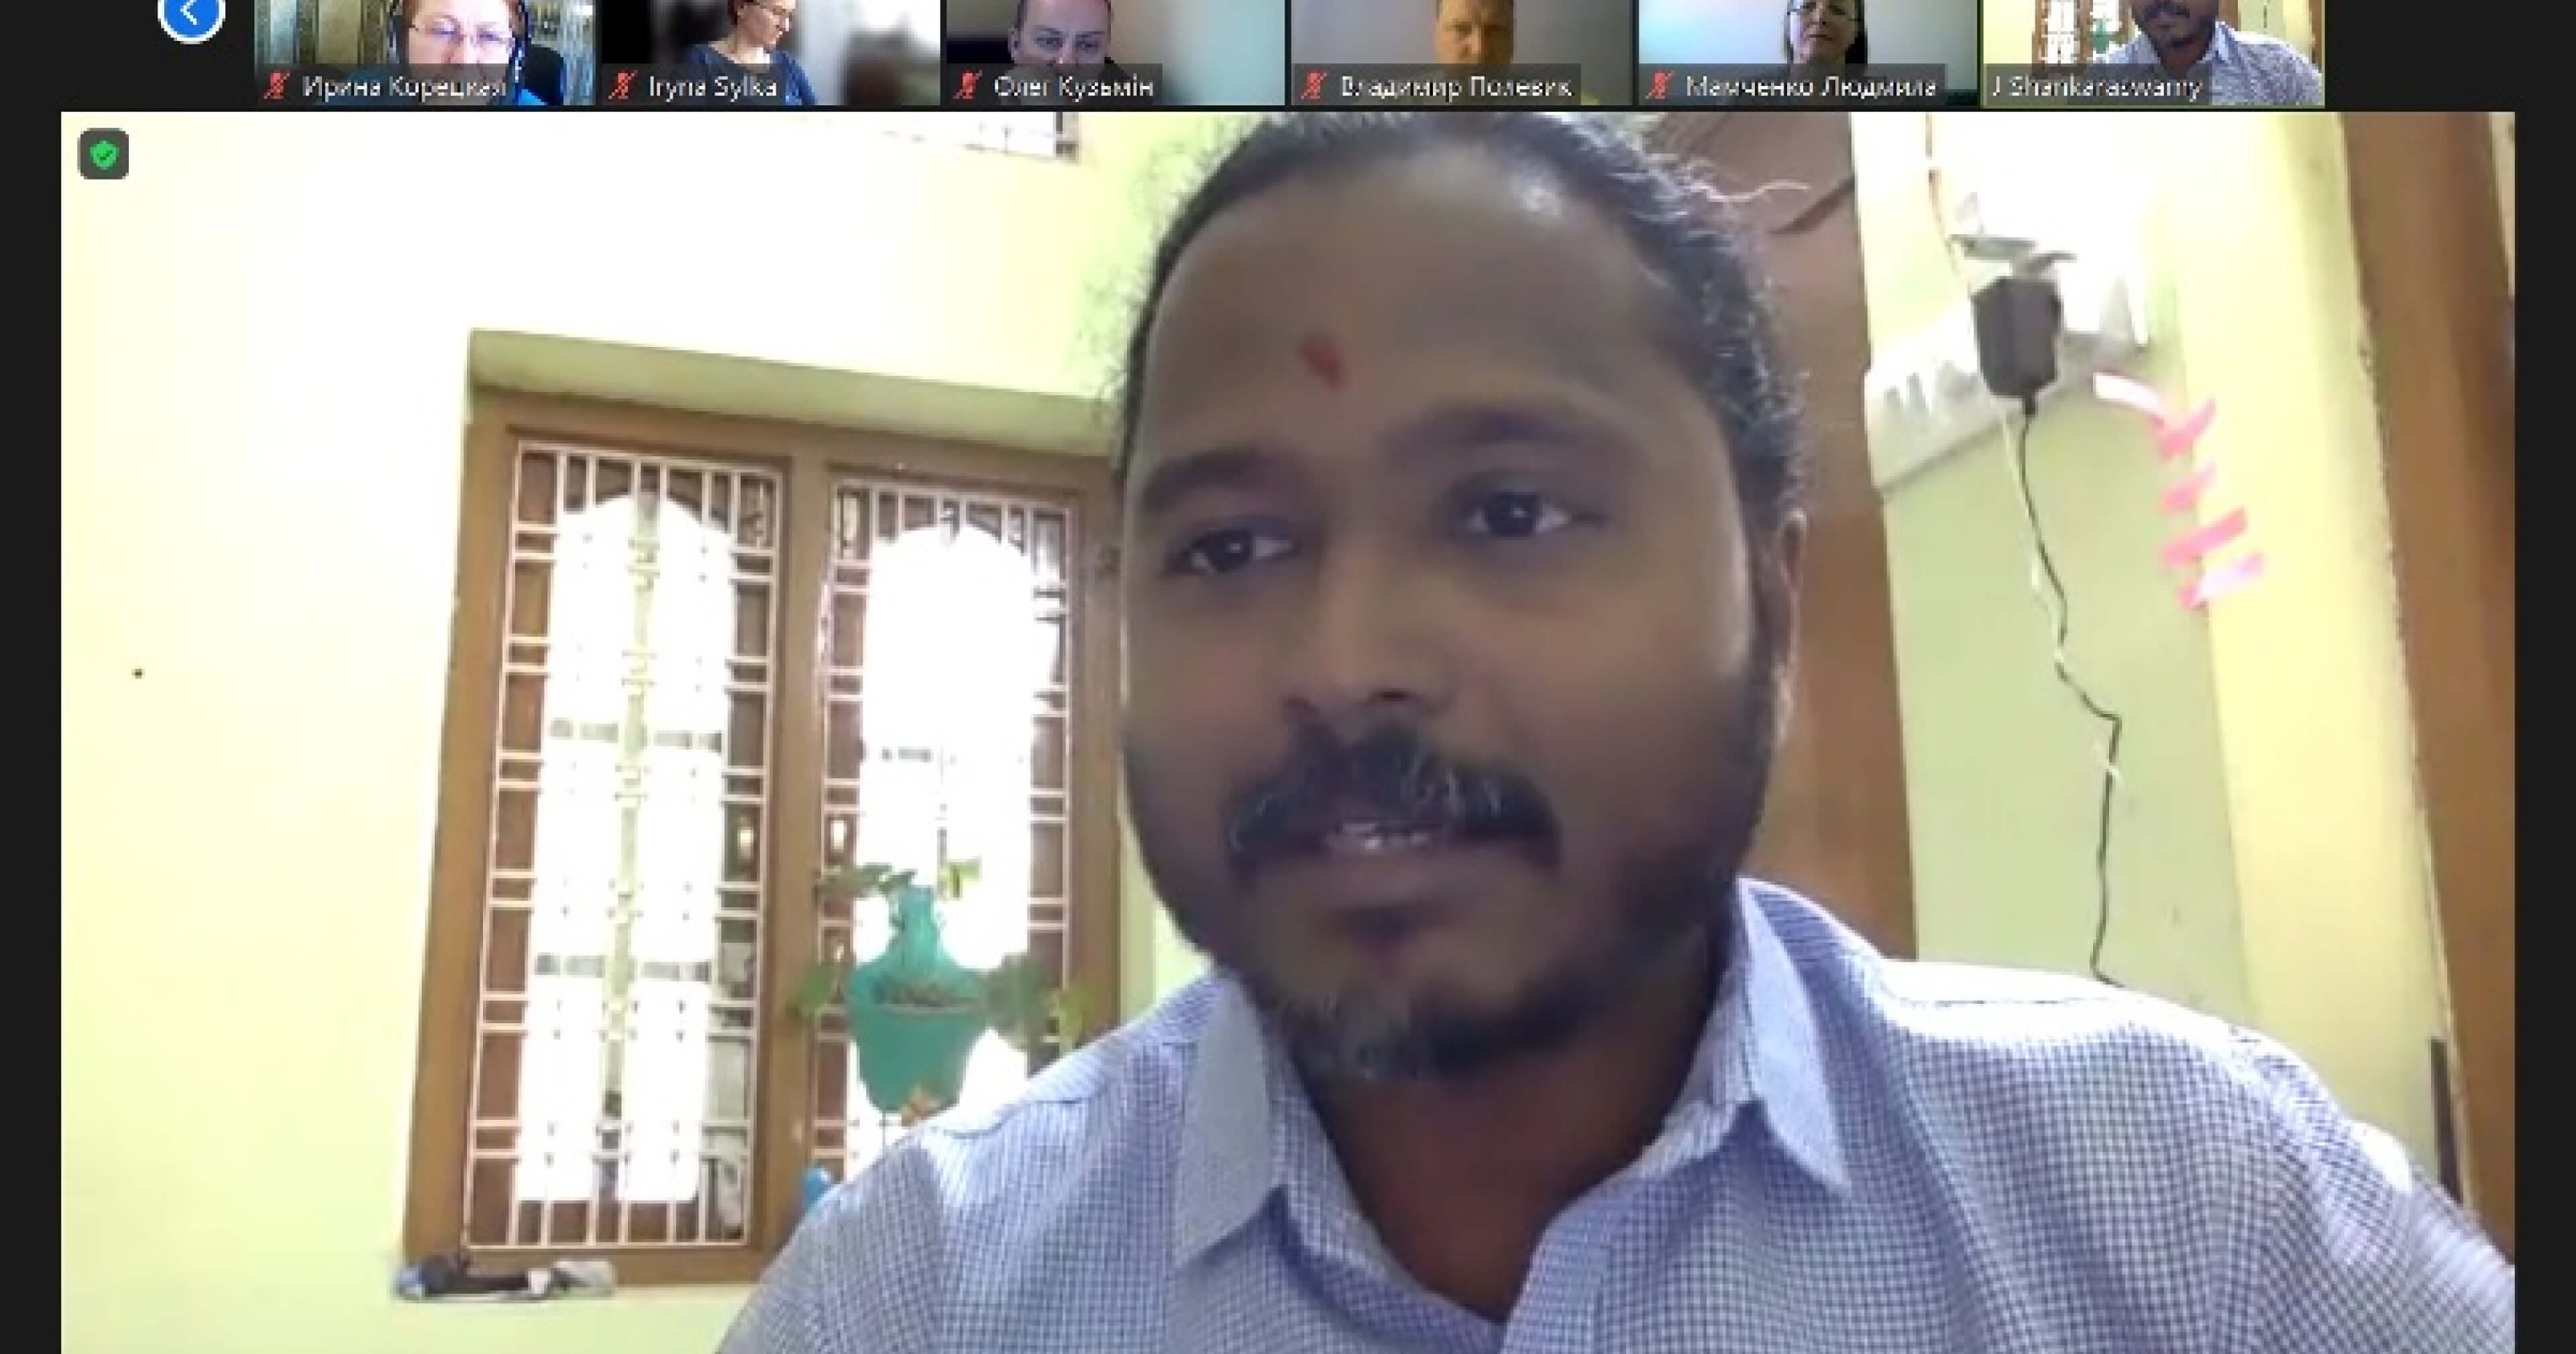 Ирина Корецкая
Iryna Sylka
Олег Кузьмін
Владимир Полевик
Мамченко Людмила
J Shankaraswamy